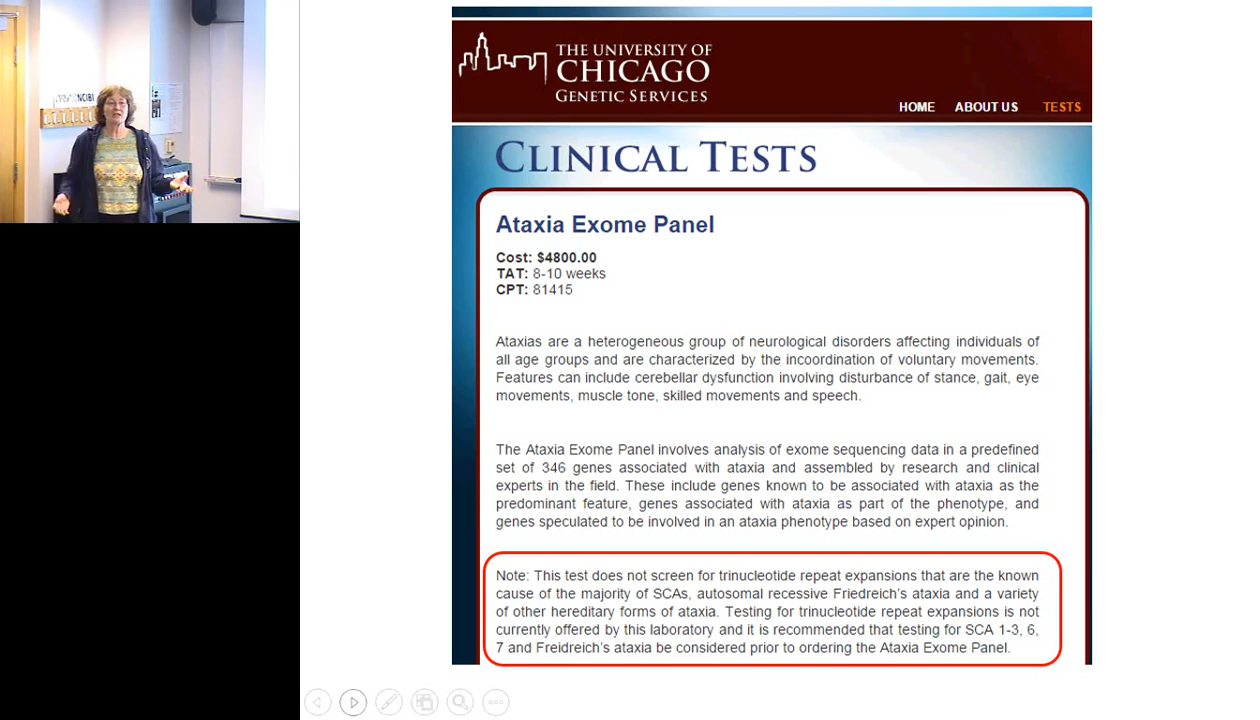 NCIBI
THE UNIVERSITY OF
CHICAGO
GENETIC SERVICES
HOME ABOUT US TESTS
CLINICAL TESTS
Ataxia Exome Panel
Cost: $4800.00
TAT: 8-10 weeks
CPT: 81415
Ataxias are a heterogeneous group of neurological disorders affecting individuals of
all age groups and are characterized by the incoordination of voluntary movements.
Features can include cerebellar dysfunction involving disturbance of stance, gait, eye
movements, muscle tone, skilled movements and speech.
The Ataxia Exome Panel involves analysis of exome sequencing data in a predefined
set of 346 genes associated with ataxia and assembled by research and clinical
experts in the field. These include genes known to be associated with ataxia as the
predominant feature, genes associated with ataxia as part of the phenotype, and
genes speculated to be involved in an ataxia phenotype based on expert opinion.
Note: This test does not screen for trinucleotide repeat expansions that are the known
cause of the majority of SCAs, autosomal recessive Friedreich's ataxia and a variety
of other hereditary forms of ataxia. Testing for trinucleotide repeat expansions is not
currently offered by this laboratory and it is recommended that testing for SCA 1-3, 6,
7 and Freidreich's ataxia be considered prior to ordering the Ataxia Exome Panel.